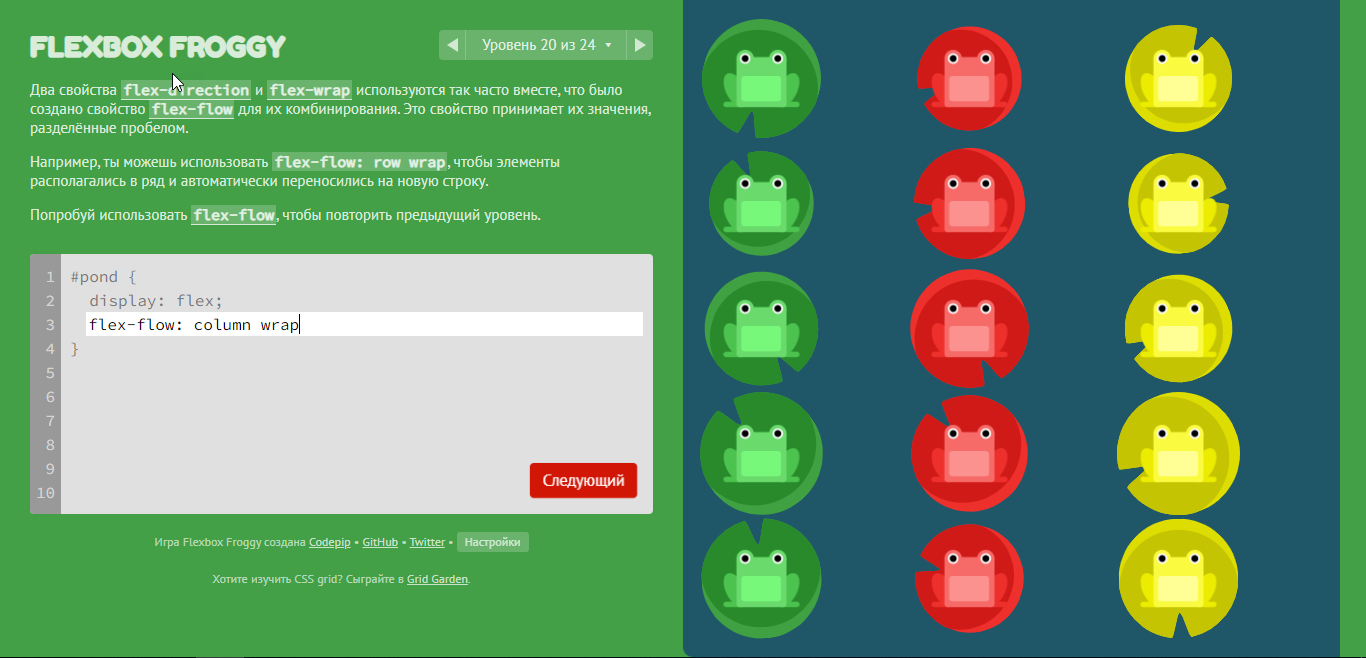 FLEXBOX FROGGY
◀ Уровень 20 из 24 ▼ ▶
Два свойства flex-direction и flex-wrap используются так часто вместе, что было
создано свойство flex-flow для их комбинирования. Это свойство принимает их значения,
разделённые пробелом.
Например, ты можешь использовать flex-flow: row wrap, чтобы элементы
располагались в ряд и автоматически переносились на новую строку.
Попробуй использовать flex-flow, чтобы повторить предыдущий уровень.
1 #pond {
2 display: flex;
3 flex-flow: column wrap
4 }
5
6
7
8
9
10
Следующий
Игра Flexbox Froggy создана Codepip • GitHub • Twitter • Настройки
Хотите изучить CSS grid? Сыграйте в Grid Garden.